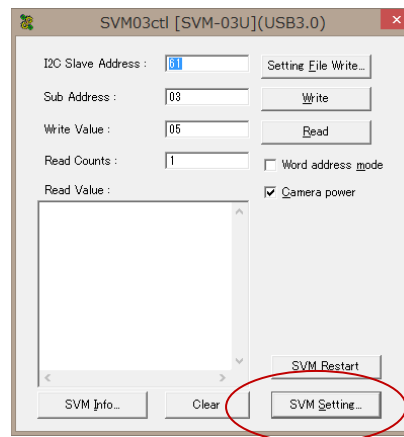 SVM03ctl [SVM-03U](USB3.0)
I2C Slave Address : 61 Setting File Write...
Sub Address : 03 Write
Write Value : 05 Read
Read Counts : 1 Word address mode
Read Value : Camera power
SVM Restart
SVM Info... Clear SVM Setting...